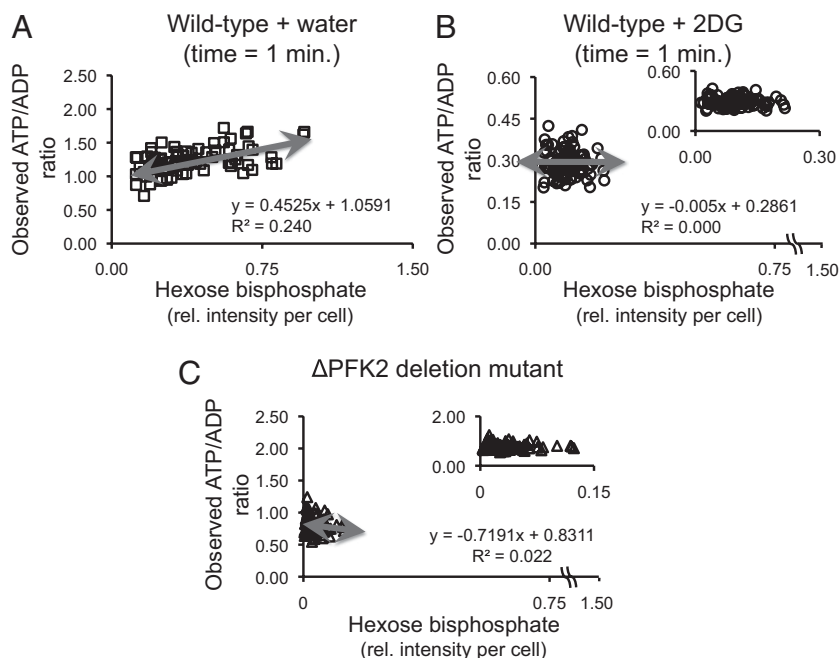 A
Wild-type + water
(time = 1 min.)
Observed ATP/ADP
ratio
2.50
2.00
1.50
1.00
0.50
0.00
y = 0.4525x + 1.0591
R² = 0.240
0.00 0.75 1.50
Hexose bisphosphate
(rel. intensity per cell)
B
Wild-type + 2DG
(time = 1 min.)
Observed ATP/ADP
ratio
0.60
0.45
0.30
0.15
0.00
0.60
0.00
0.00 0.30
y = -0.005x + 0.2861
R² = 0.000
0.00 0.75 1.50
Hexose bisphosphate
(rel. intensity per cell)
C
ΔPFK2 deletion mutant
Observed ATP/ADP
ratio
2.50
2.00
1.50
1.00
0.50
0.00
2.00
0.00
0 0.15
y = -0.7191x + 0.8311
R² = 0.022
0 0.75 1.50
Hexose bisphosphate
(rel. intensity per cell)